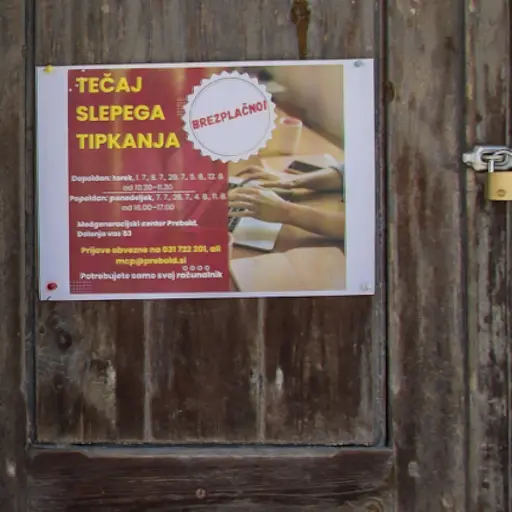 TEČAJ
SLEPEGA
TIPKANJA
BREZPLAČNO!
Dopoldan: torek, 1. 7., 8. 7., 29. 7., 5. 8., 12. 8.
od 10.30-11.30
Popoldan: ponedeljek, 7. 7., 28. 7., 4. 8., 11. 8.
od 16.00-17.00
Medgeneracijski center Prebold,
Dolenja vas 53
Prijave obvezne na 031 722 201, ali
mcp@prebold.si
Potrebujete samo svoj računalnik